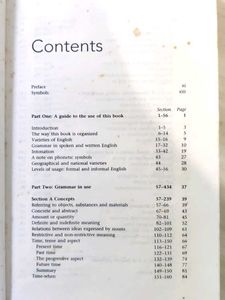 Contents
Preface xi
Symbols xiii
Section Page
Part One: A guide to the use of this book 1–56 1
Introduction 1–5 3
The way this book is organized 6–14 5
Varieties of English
Grammar in spoken and written English 17–32 10
Intonation 33–42 19
A note on phonetic symbols 43 27
Geographical and national varieties 44 28
Levels of usage: formal and informal English 45–56 30
Part Two: Grammar in use 57–434 37
Section A Concepts 57–239 39
Referring to objects, substances and materials 57–66 39
Concrete and abstract 67–69 43
Amount or quantity 70–81 45
Definite and indefinite meaning 82–101 52
Relations between ideas expressed by nouns 102–109 60
Restrictive and non-restrictive meaning 110–112 64
Time, tense and aspect 113–150 66
Present time 116–121 67
Past time 122–131 69
The progressive aspect 132–139 74
Future time 140–148 77
Summary 149–150 81
Time-when 151–160 84